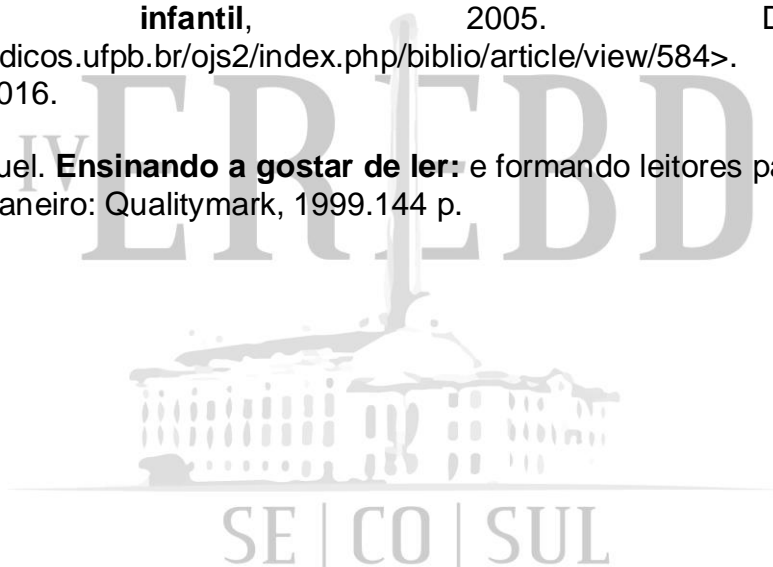 infantil, 2005. D
dicos.ufpb.br/ojs2/index.php/biblio/article/view/584>.
016.
uel. Ensinando a gostar de ler: e formando leitores pa
aneiro: Qualitymark, 1999.144 p.
IV EREBD
SE | CO | SUL